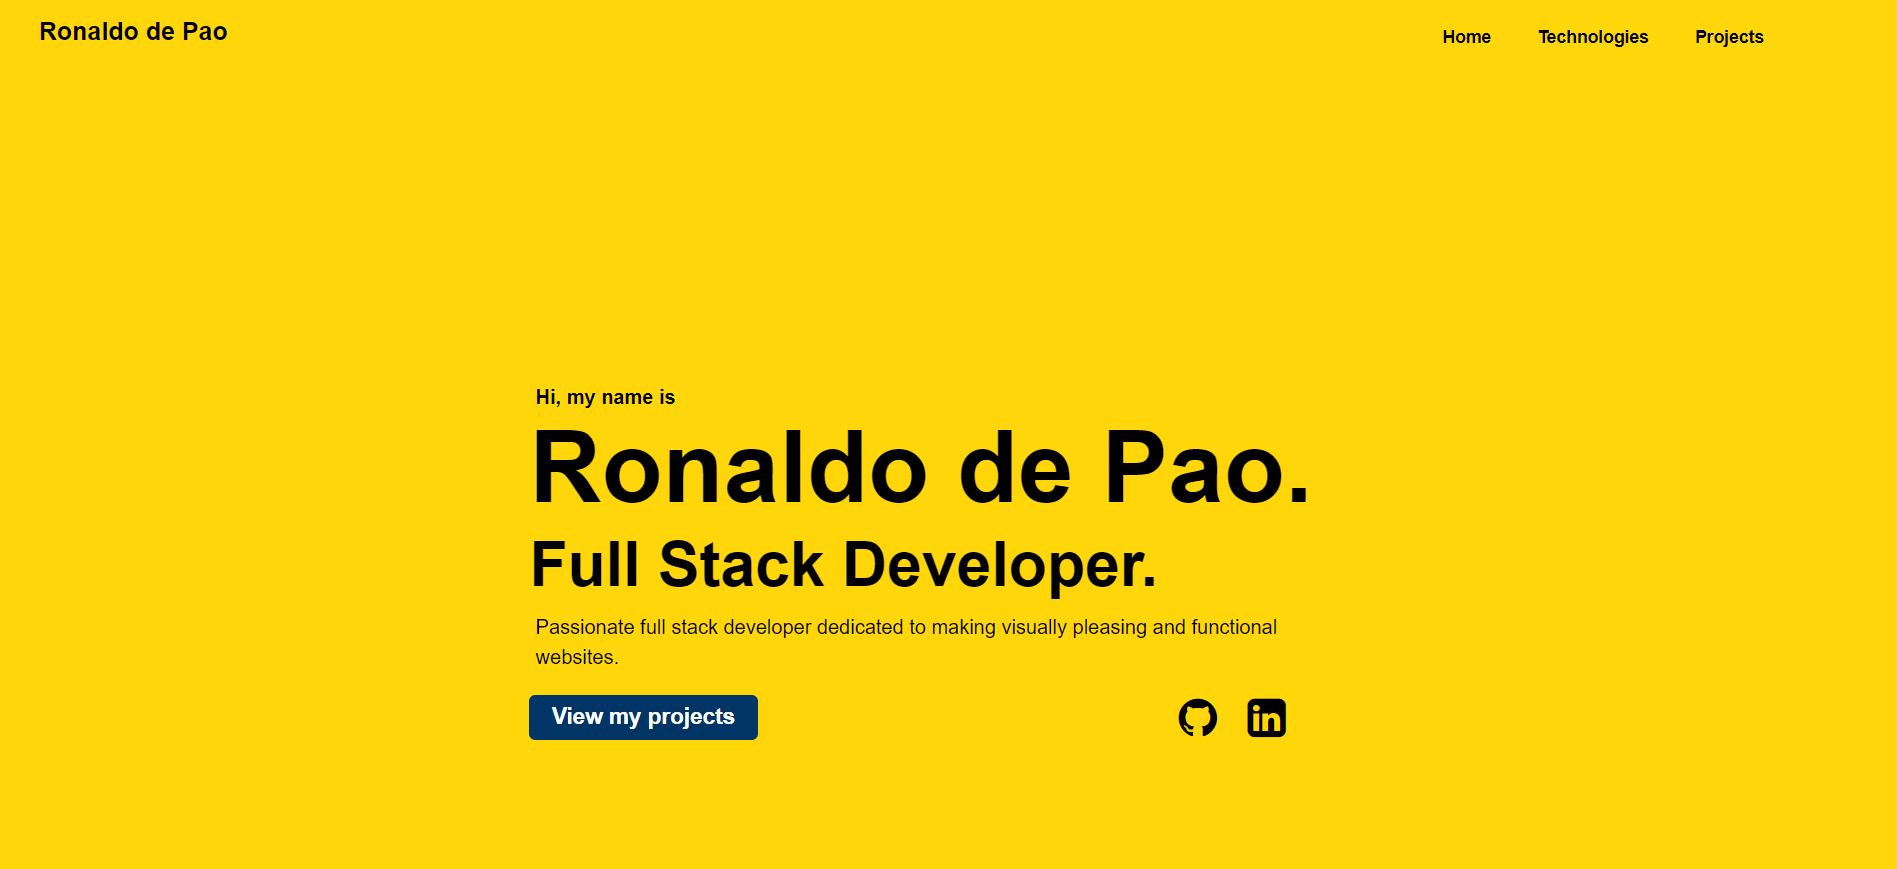 Ronaldo de Pao
Home Technologies Projects
Hi, my name is
Ronaldo de Pao.
Full Stack Developer.
Passionate full stack developer dedicated to making visually pleasing and functional
websites.
View my projects
in